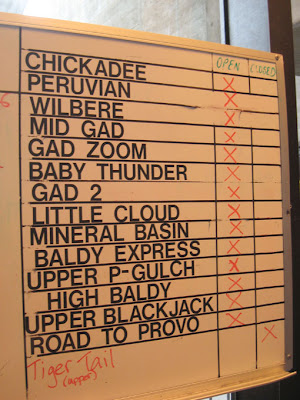 OPEN CLOSED
CHICKADEE
PERUVIAN X
WILBERE X
MID GAD X
GAD ZOOM X
BABY THUNDER X
GAD 2 X
LITTLE CLOUD X
MINERAL BASIN X
BALDY EXPRESS X
UPPER P-GULCH X
HIGH BALDY X
UPPER BLACKJACK X
ROAD TO PROVO X
Tiger Tail X
(upper)